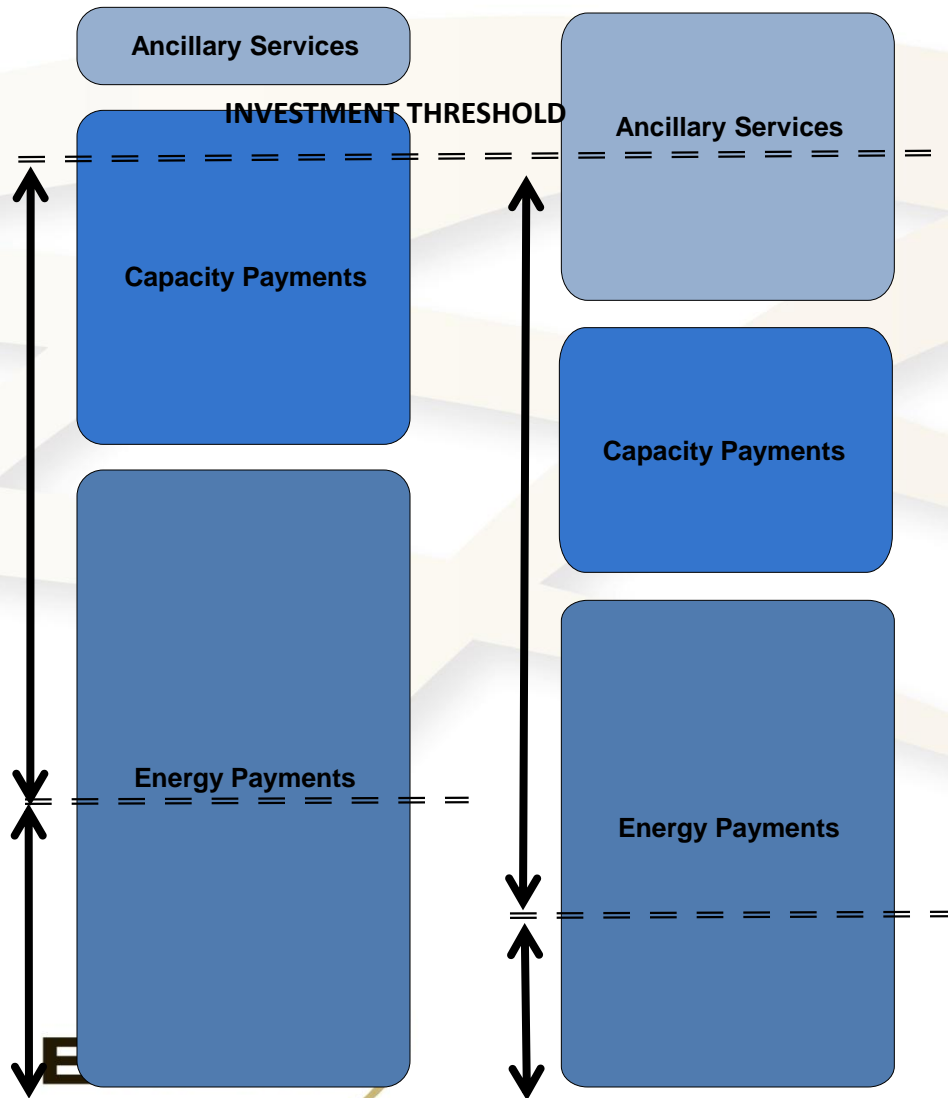 Ancillary Services
INVESTMENT THRESHOLD
Ancillary Services
Capacity Payments
Capacity Payments
Energy Payments
Energy Payments
E